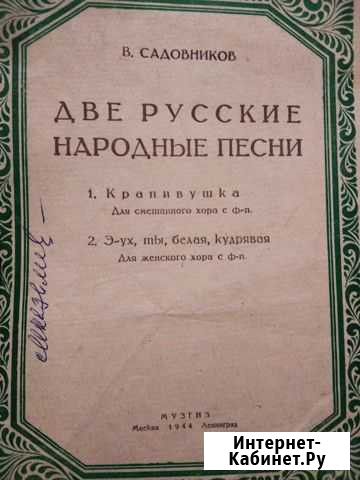 В. САДОВНИКОВ
ДВЕ РУССКИЕ
НАРОДНЫЕ ПЕСНИ
1. Крапивушка
Для смешанного хора с ф-п.
2. Э-ух, ты, белая, кудрявая
Для женского хора с ф-п.
МУЗГИЗ
Москва 1944 Ленинград
Интернет-
Кабинет.Ру